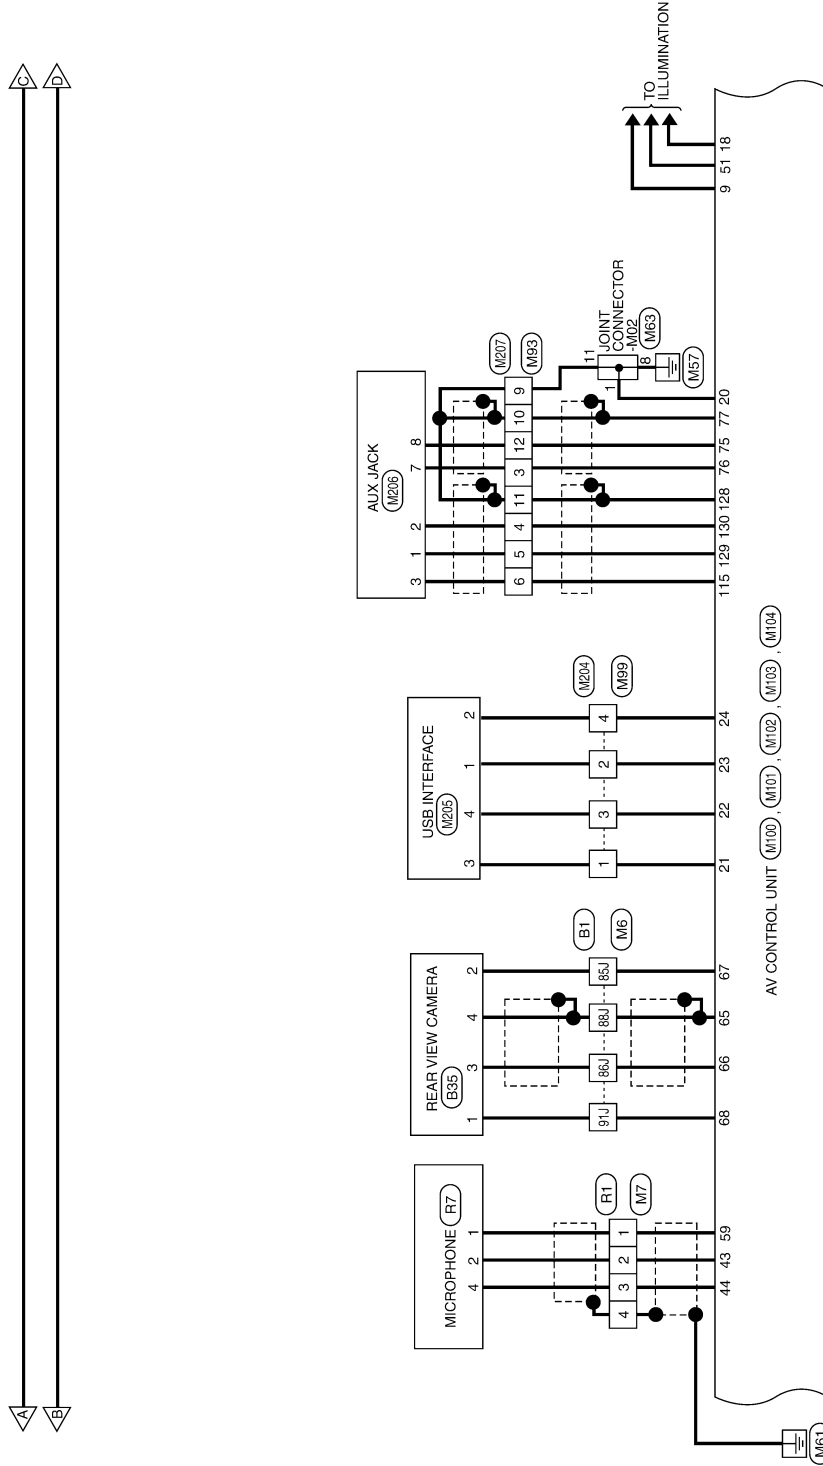 A C
B D
MICROPHONE R7
4 2 1
R1
4 3 2 1
M7
44 43 59
M61
REAR VIEW CAMERA
B35
1 3 4 2
B1
91J 86J 88J 85J
M6
68 66 65 67
USB INTERFACE
M205
3 4 1 2
M204
1 3 2 4
M99
21 22 23 24
AUX JACK
M206
3 1 2 7 8
M207
6 5 4 11 3 12 10 9
M93
115 129 130 128 76 75 77 20
11
1
8
JOINT
CONNECTOR
-M02
M63
M57
TO
ILLUMINATION
9 51 18
AV CONTROL UNIT M100 , M101 , M102 , M103 , M104